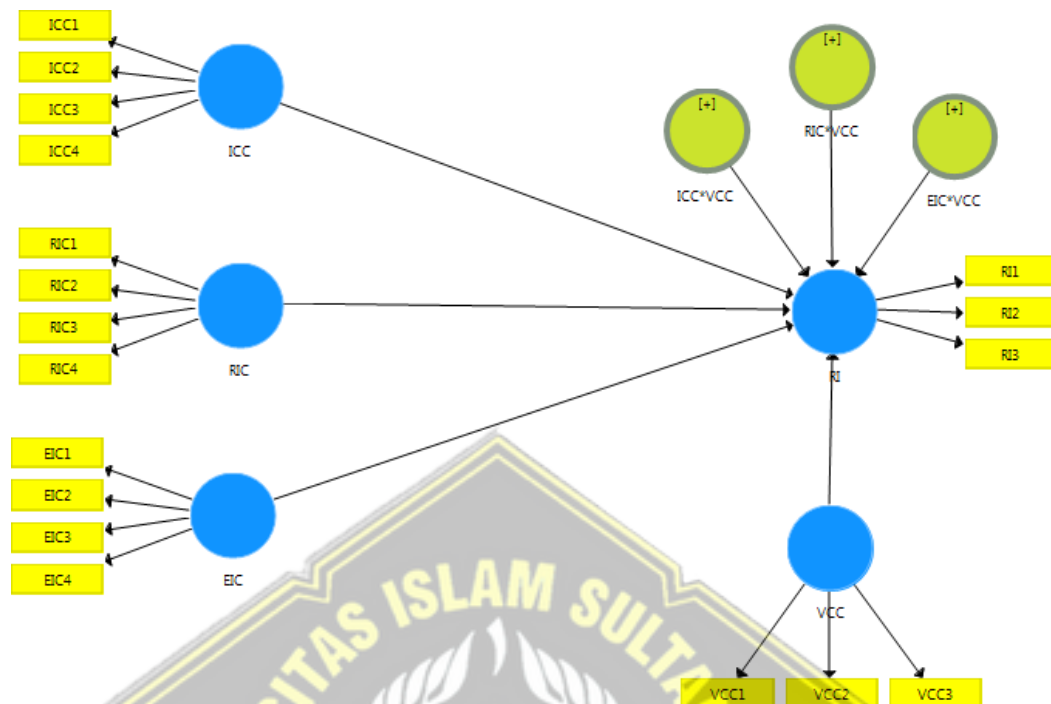 ICC1
ICC2
ICC3
ICC4
ICC
RIC1
RIC2
RIC3
RIC4
RIC
EIC1
EIC2
EIC3
EIC4
EIC
[+]
ICC*VCC
[+]
RIC*VCC
[+]
EIC*VCC
RI1
RI2
RI3
RI
VCC
VCC1
VCC2
VCC3
ISLAM